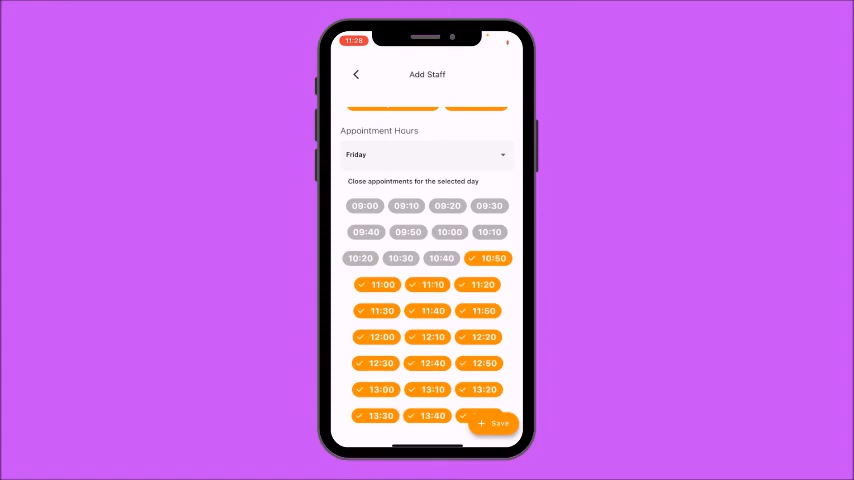 11:28
Add Staff
Appointment Hours
Friday
Close appointments for the selected day
09:00 09:10 09:20 09:30
09:40 09:50 10:00 10:10
10:20 10:30 10:40 10:50
11:00 11:10 11:20
11:30 11:40 11:50
12:00 12:10 12:20
12:30 12:40 12:50
13:00 13:10 13:20
13:30 13:40
+ Save